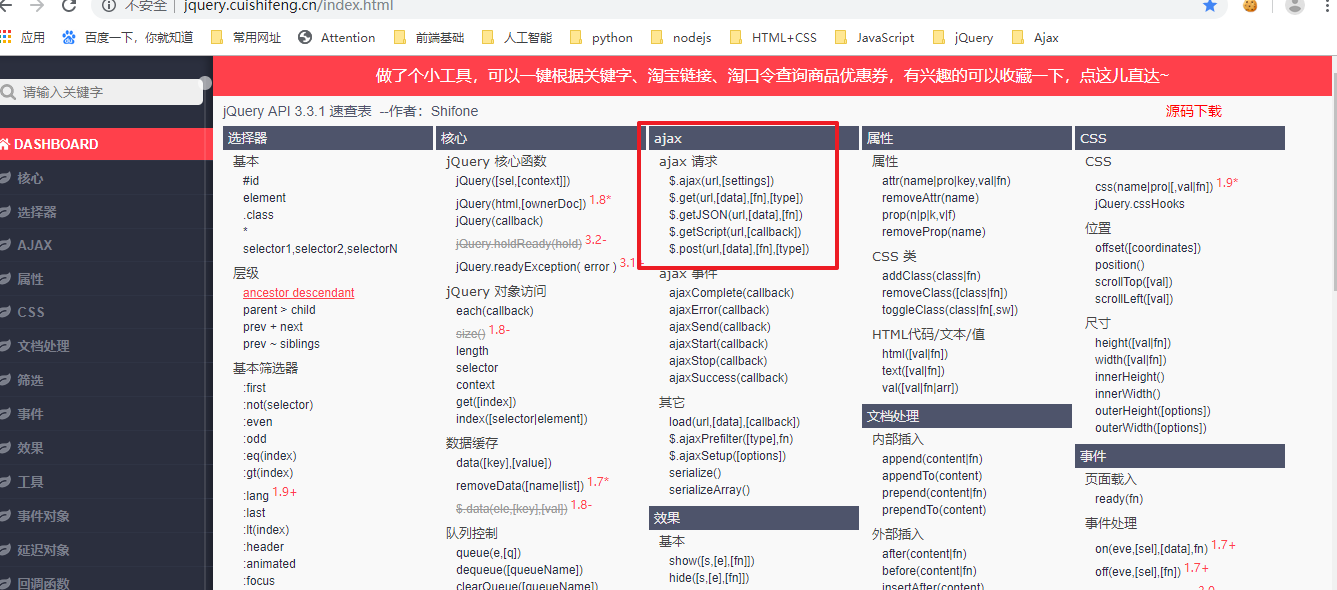 不安全 | jquery.cuishifeng.cn/index.html
应用 百度一下，你就知道 常用网址 Attention 前端基础 人工智能 python nodejs HTML+CSS JavaScript jQuery Ajax
请输入关键字
DASHBOARD
核心
选择器
AJAX
属性
CSS
文档处理
筛选
事件
效果
工具
事件对象
延迟对象
回调函数
做了个小工具，可以一键根据关键字、淘宝链接、淘口令查询商品优惠券，有兴趣的可以收藏一下，点这儿直达~
jQuery API 3.3.1 速查表 --作者：Shifone
源码下载
选择器
基本
#id
element
.class
*
selector1,selector2,selectorN
层级
ancestor descendant
parent > child
prev + next
prev ~ siblings
基本筛选器
:first
:not(selector)
:even
:odd
:eq(index)
:gt(index)
:lang 1.9+
:last
:lt(index)
:header
:animated
:focus
核心
jQuery 核心函数
jQuery([sel,[context]])
jQuery(html,[ownerDoc]) 1.8*
jQuery(callback)
jQuery.holdReady(hold) 3.2-
jQuery.readyException( error ) 3.1
jQuery 对象访问
each(callback)
size() 1.8-
length
selector
context
get([index])
index([selector|element])
数据缓存
data([key],[value])
removeData([name|list]) 1.7*
$.data(ele,[key],[val]) 1.8-
队列控制
queue(e,[q])
dequeue([queueName])
clearQueue([queueName])
ajax
ajax 请求
$.ajax(url,[settings])
$.get(url,[data],[fn],[type])
$.getJSON(url,[data],[fn])
$.getScript(url,[callback])
$.post(url,[data],[fn],[type])
ajax 事件
ajaxComplete(callback)
ajaxError(callback)
ajaxSend(callback)
ajaxStart(callback)
ajaxStop(callback)
ajaxSuccess(callback)
其它
load(url,[data],[callback])
$.ajaxPrefilter([type],fn)
$.ajaxSetup([options])
serialize()
serializeArray()
效果
基本
show([s,[e],[fn]])
hide([s,[e],[fn]])
属性
属性
attr(name|pro|key,val|fn)
removeAttr(name)
prop(n|p|k,v|f)
removeProp(name)
CSS 类
addClass(class|fn)
removeClass([class|fn])
toggleClass(class|fn[,sw])
HTML代码/文本/值
html([val|fn])
text([val|fn])
val([val|fn|arr])
文档处理
内部插入
append(content|fn)
appendTo(content)
prepend(content|fn)
prependTo(content)
外部插入
after(content|fn)
before(content|fn)
insertAfter(content)
CSS
CSS
css(name|pro|[,val|fn]) 1.9*
jQuery.cssHooks
位置
offset([coordinates])
position()
scrollTop([val])
scrollLeft([val])
尺寸
height([val|fn])
width([val|fn])
innerHeight()
innerWidth()
outerHeight([options])
outerWidth([options])
事件
页面载入
ready(fn)
事件处理
on(eve,[sel],[data],fn) 1.7+
off(eve,[sel],[fn]) 1.7+